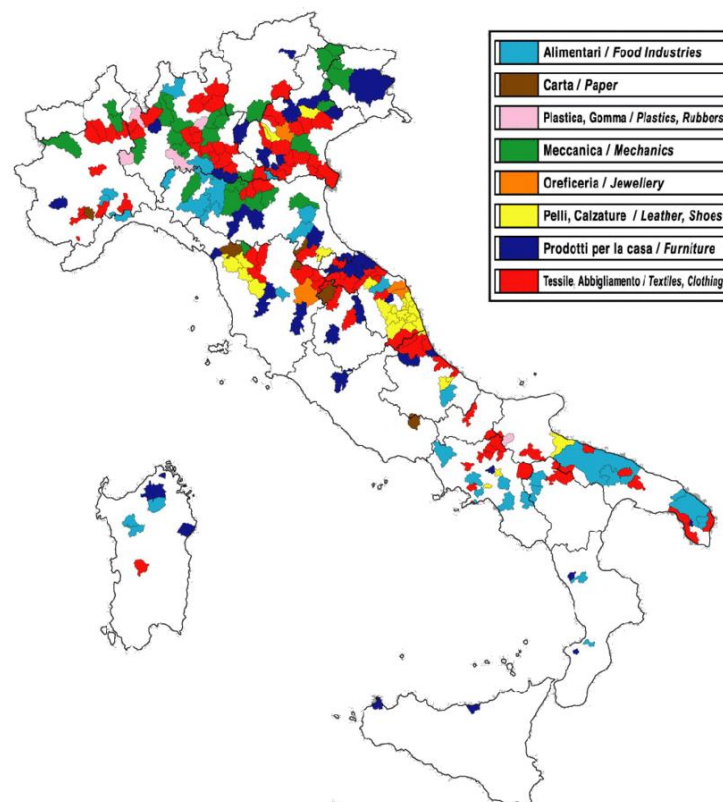 Alimentari / Food Industries
Carta / Paper
Plastica, Gomma / Plastics, Rubbers
Meccanica / Mechanics
Oreficeria / Jewellery
Pelli, Calzature / Leather, Shoes
Prodotti per la casa / Furniture
Tessile, Abbigliamento / Textiles, Clothing